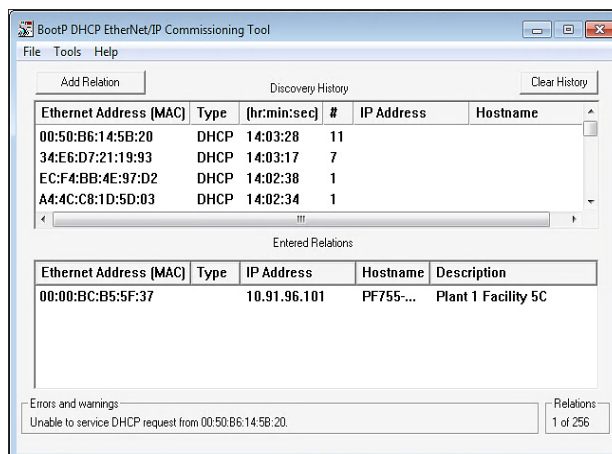 BootP DHCP EtherNet/IP Commissioning Tool
File Tools Help
Add Relation
Discovery History
Clear History
Ethernet Address (MAC) Type (hr:min:sec) # IP Address Hostname
00:50:B6:14:5B:20 DHCP 14:03:28 11
34:E6:D7:21:19:93 DHCP 14:03:17 7
EC:F4:BB:4E:97:D2 DHCP 14:02:38 1
A4:4C:C8:1D:5D:03 DHCP 14:02:34 1
Entered Relations
Ethernet Address (MAC) Type IP Address Hostname Description
00:00:BC:B5:5F:37 10.91.96.101 PF755-... Plant 1 Facility 5C
Errors and warnings
Unable to service DHCP request from 00:50:B6:14:5B:20.
Relations
1 of 256